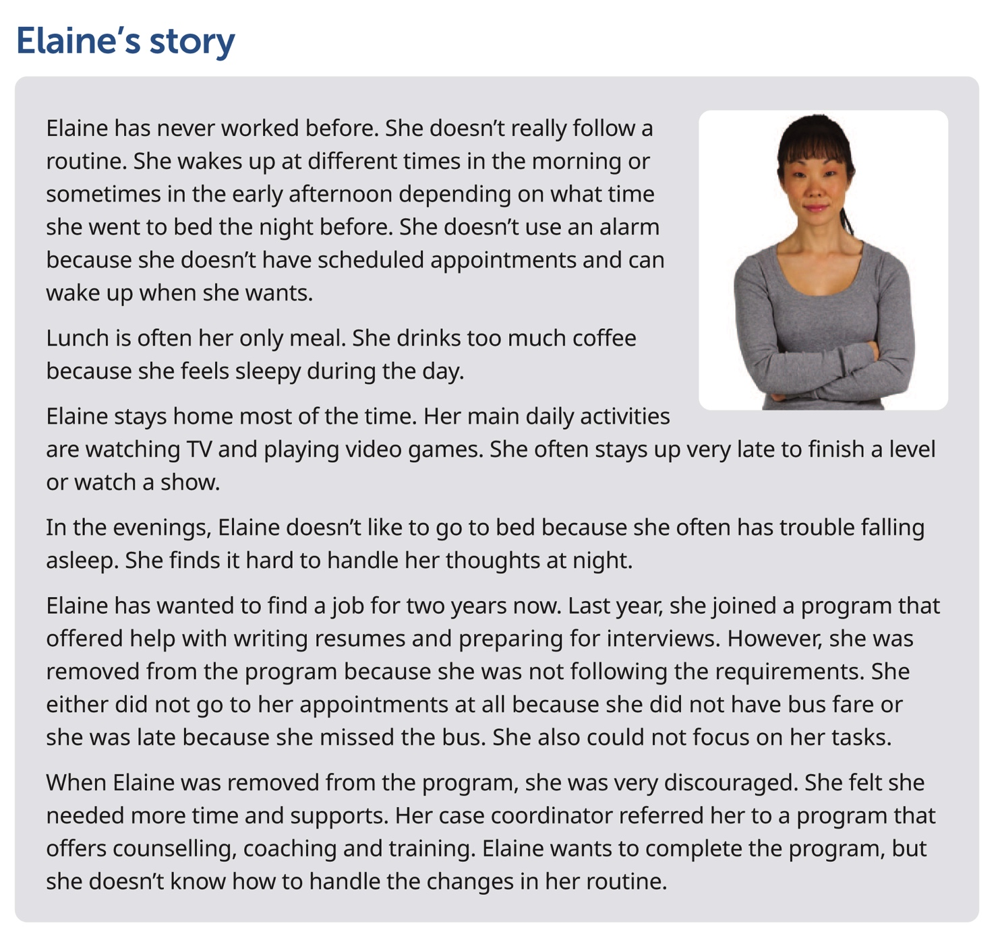 Elaine’s story
Elaine has never worked before. She doesn’t really follow a
routine. She wakes up at different times in the morning or
sometimes in the early afternoon depending on what time
she went to bed the night before. She doesn’t use an alarm
because she doesn’t have scheduled appointments and can
wake up when she wants.
Lunch is often her only meal. She drinks too much coffee
because she feels sleepy during the day.
Elaine stays home most of the time. Her main daily activities
are watching TV and playing video games. She often stays up very late to finish a level
or watch a show.
In the evenings, Elaine doesn’t like to go to bed because she often has trouble falling
asleep. She finds it hard to handle her thoughts at night.
Elaine has wanted to find a job for two years now. Last year, she joined a program that
offered help with writing resumes and preparing for interviews. However, she was
removed from the program because she was not following the requirements. She
either did not go to her appointments at all because she did not have bus fare or
she was late because she missed the bus. She also could not focus on her tasks.
When Elaine was removed from the program, she was very discouraged. She felt she
needed more time and supports. Her case coordinator referred her to a program that
offers counselling, coaching and training. Elaine wants to complete the program, but
she doesn’t know how to handle the changes in her routine.